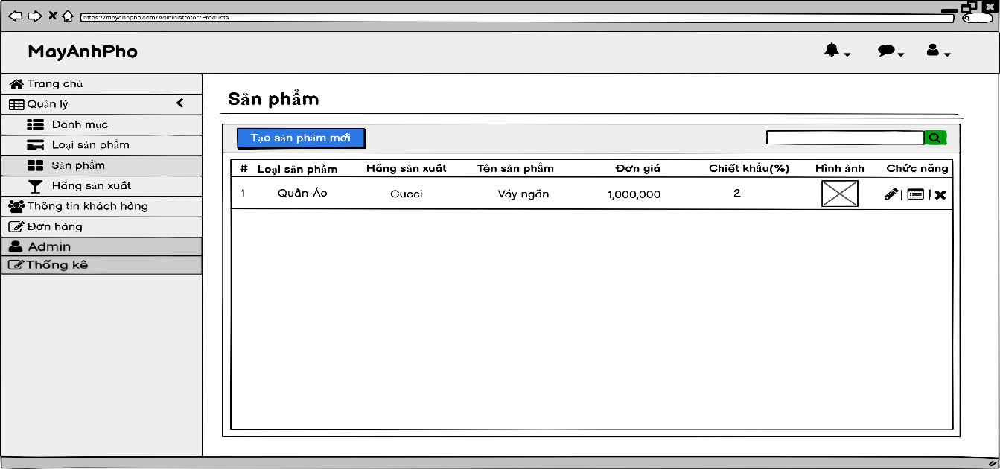 https://mayanhpho.com/Administrator/Products
MayAnhPho
Trang chủ
Quản lý
Danh mục
Loại sản phẩm
Sản phẩm
Hãng sản xuất
Thông tin khách hàng
Đơn hàng
Admin
Thống kê
Sản phẩm
Tạo sản phẩm mới
# Loại sản phẩm Hãng sản xuất Tên sản phẩm Đơn giá Chiết khấu(%) Hình ảnh Chức năng
1 Quần-Áo Gucci Váy ngắn 1,000,000 2